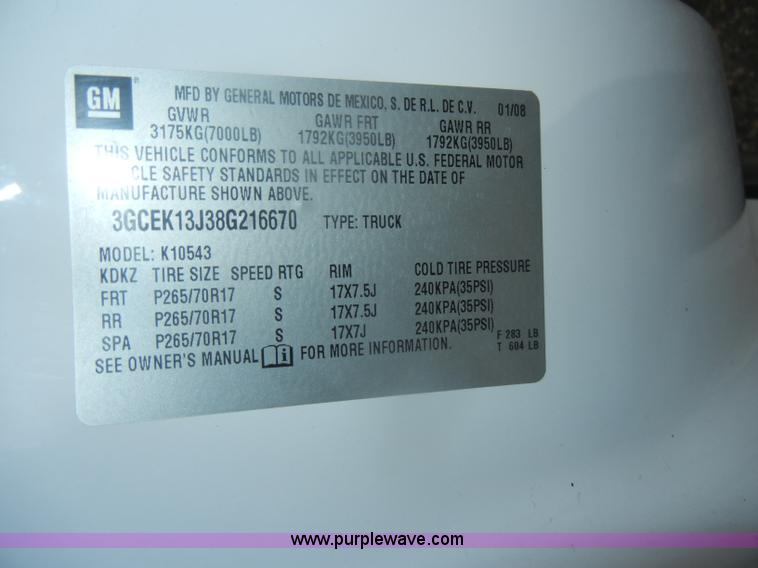 GM
MFD BY GENERAL MOTORS DE MEXICO, S. DE R.L. DE C.V. 01/08
GVWR GAWR FRT GAWR RR
3175KG(7000LB) 1792KG(3950LB) 1792KG(3950LB)
THIS VEHICLE CONFORMS TO ALL APPLICABLE U.S. FEDERAL MOTOR
CLE SAFETY STANDARDS IN EFFECT ON THE DATE OF
MANUFACTURE SHOWN ABOVE.
3GCEK13J38G216670 TYPE: TRUCK
MODEL: K10543
KDKZ TIRE SIZE SPEED RTG RIM COLD TIRE PRESSURE
FRT P265/70R17 S 17X7.5J 240KPA(35PSI)
RR P265/70R17 S 17X7.5J 240KPA(35PSI)
SPA P265/70R17 S 17X7J 240KPA(35PSI)
F 283 LB
T 604 LB
SEE OWNER'S MANUAL FOR MORE INFORMATION.
www.purplewave.com